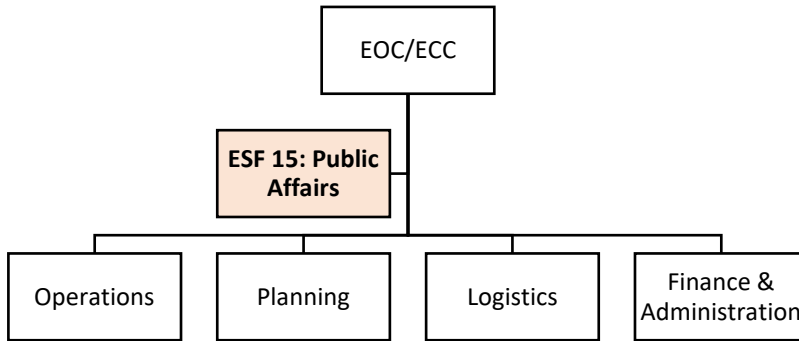 EOC/ECC
ESF 15: Public
Affairs
Operations
Planning
Logistics
Finance &
Administration